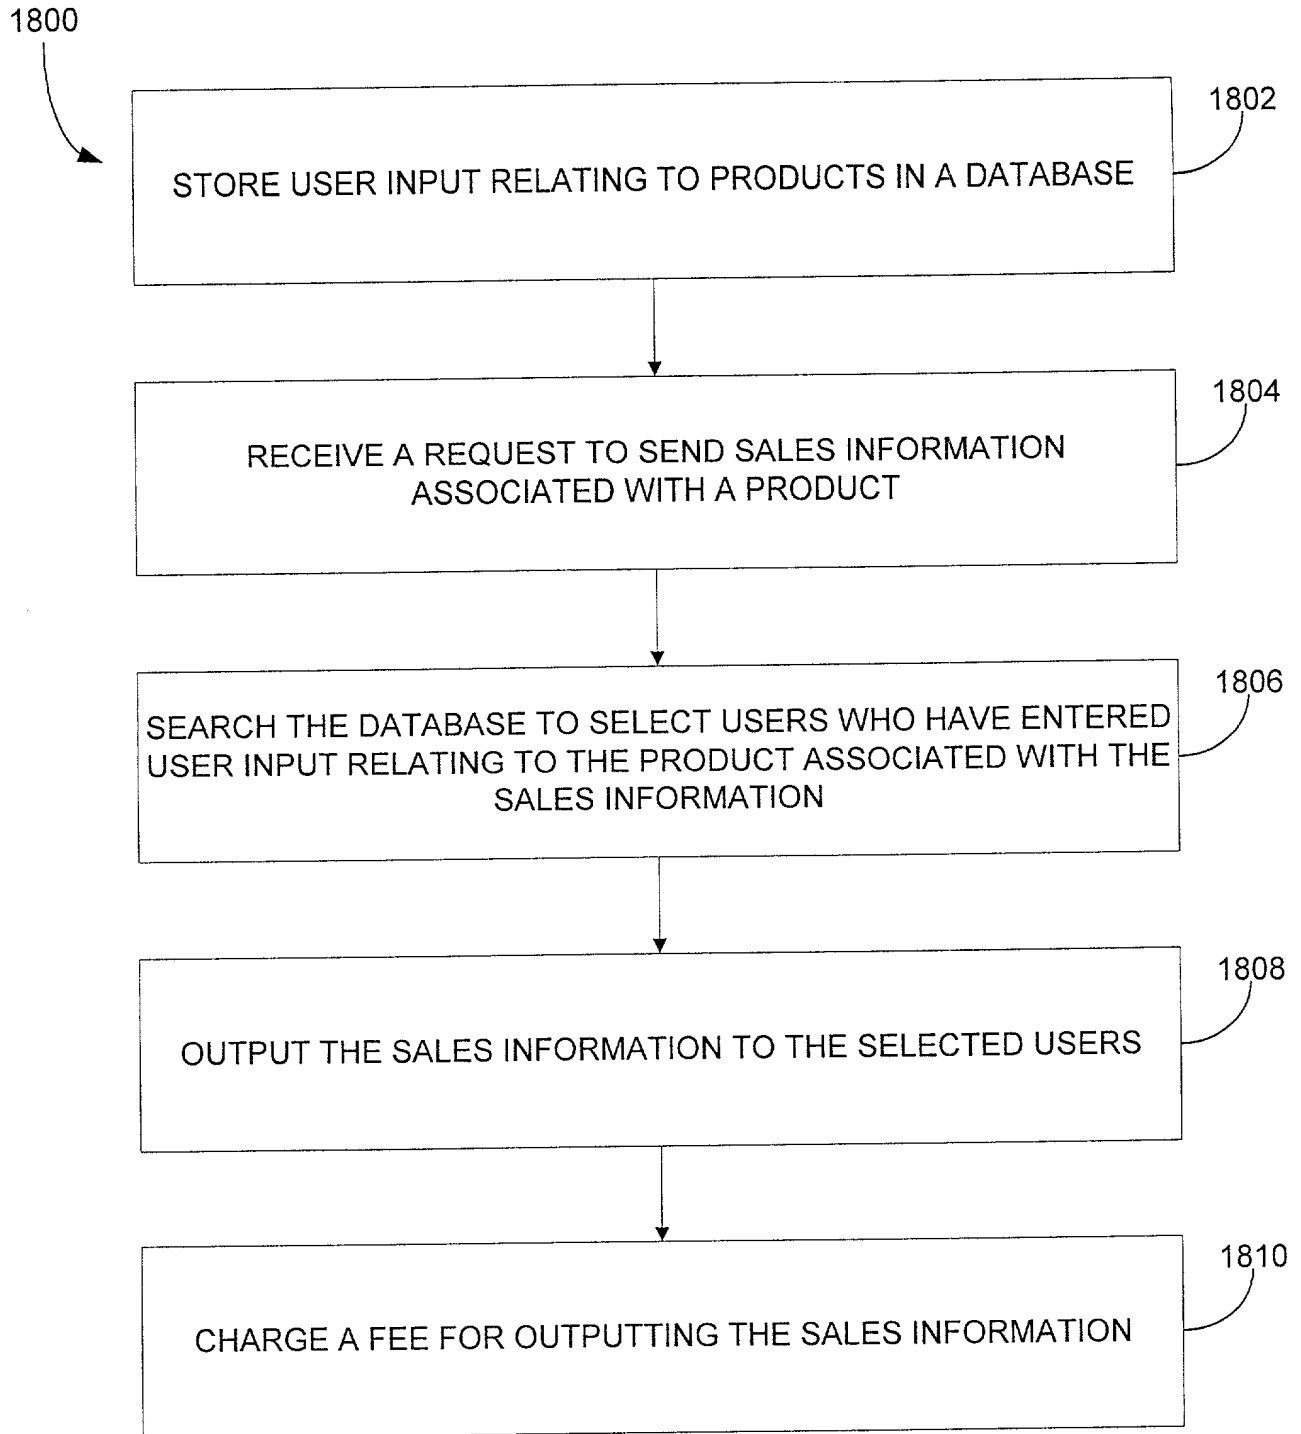 1800
1802
STORE USER INPUT RELATING TO PRODUCTS IN A DATABASE
1804
RECEIVE A REQUEST TO SEND SALES INFORMATION
ASSOCIATED WITH A PRODUCT
1806
SEARCH THE DATABASE TO SELECT USERS WHO HAVE ENTERED
USER INPUT RELATING TO THE PRODUCT ASSOCIATED WITH THE
SALES INFORMATION
1808
OUTPUT THE SALES INFORMATION TO THE SELECTED USERS
1810
CHARGE A FEE FOR OUTPUTTING THE SALES INFORMATION